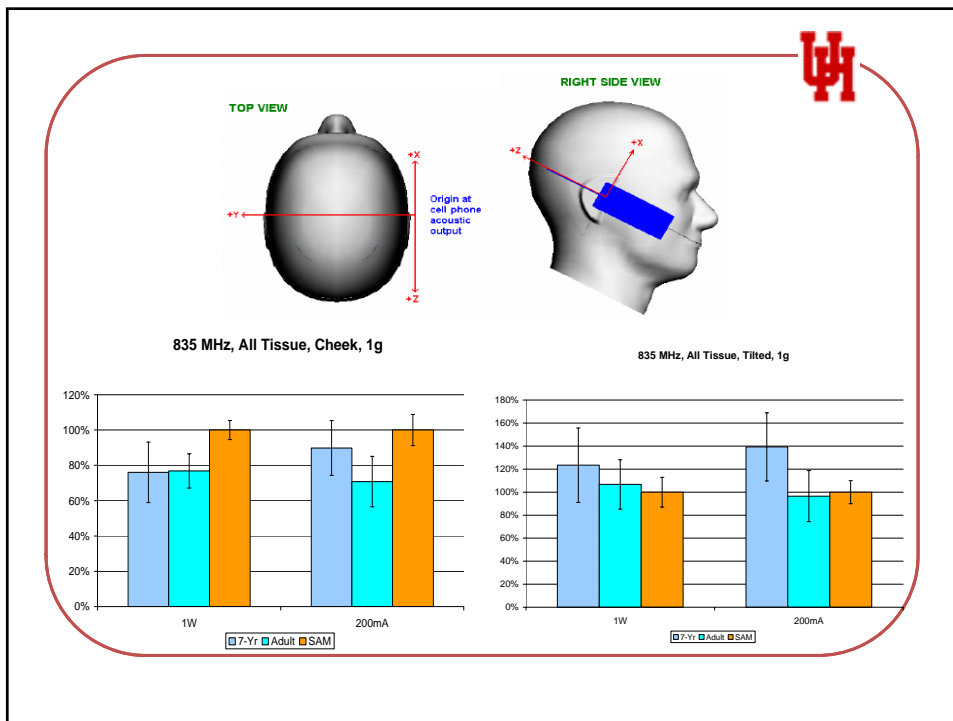 UH
TOP VIEW
+X
+Y
Origin at
cell phone
acoustic
output
+Z
RIGHT SIDE VIEW
+Z
+X
835 MHz, All Tissue, Cheek, 1g
120%
100%
80%
60%
40%
20%
0%
1W 200mA
7-Yr Adult SAM
835 MHz, All Tissue, Tilted, 1g
180%
160%
140%
120%
100%
80%
60%
40%
20%
0%
1W 200mA
7-Yr Adult SAM